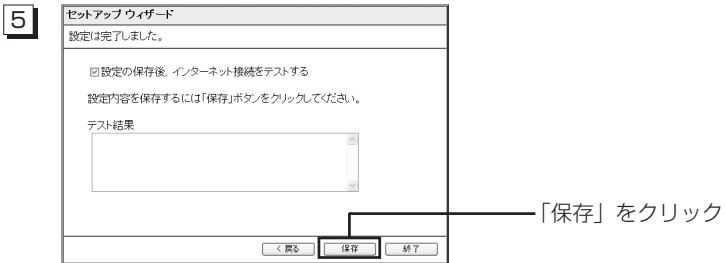 5
セットアップ ウィザード
設定は完了しました。
設定の保存後、インターネット接続をテストする
設定内容を保存するには「保存」ボタンをクリックしてください。
テスト結果
「保存」をクリック
< 戻る 保存 終了